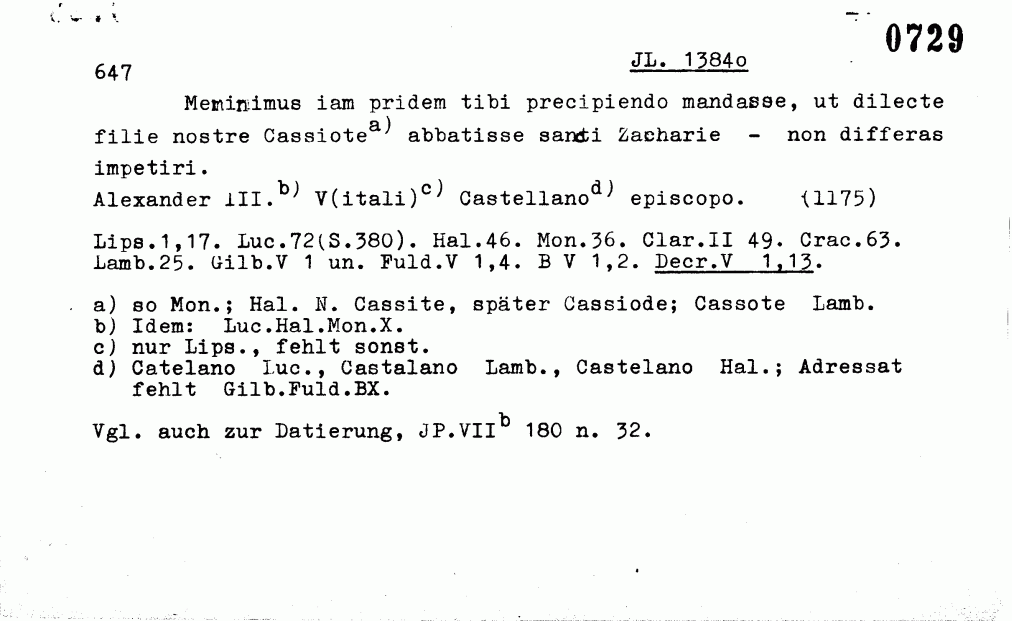 0729
JL. 1384o
647
Meminimus iam pridem tibi precipiendo mandasse, ut dilecte
filie nostre Cassiote a) abbatisse sancti Zacharie - non differas
impetiri.
Alexander III. b) V(itali) c) Castellano d) episcopo. (1175)
Lips.1,17. Luc.72(S.380). Hal.46. Mon.36. Clar.II 49. Crac.63.
Lamb.25. Gilb.V 1 un. Fuld.V 1,4. B V 1,2. Decr.V 1,13.
a) so Mon.; Hal. N. Cassite, später Cassiode; Cassote Lamb.
b) Idem: Luc.Hal.Mon.X.
c) nur Lips., fehlt sonst.
d) Catelano Luc., Castalano Lamb., Castelano Hal.; Adressat
fehlt Gilb.Fuld.BX.
Vgl. auch zur Datierung, JP.VII b 180 n. 32.